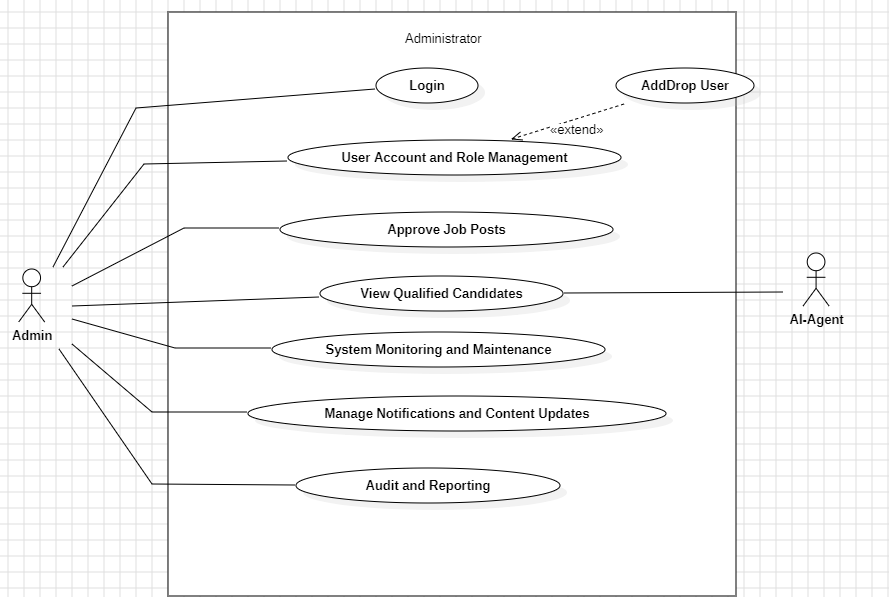 Administrator
Login
AddDrop User
«extend»
User Account and Role Management
Approve Job Posts
View Qualified Candidates
AI-Agent
Admin
System Monitoring and Maintenance
Manage Notifications and Content Updates
Audit and Reporting